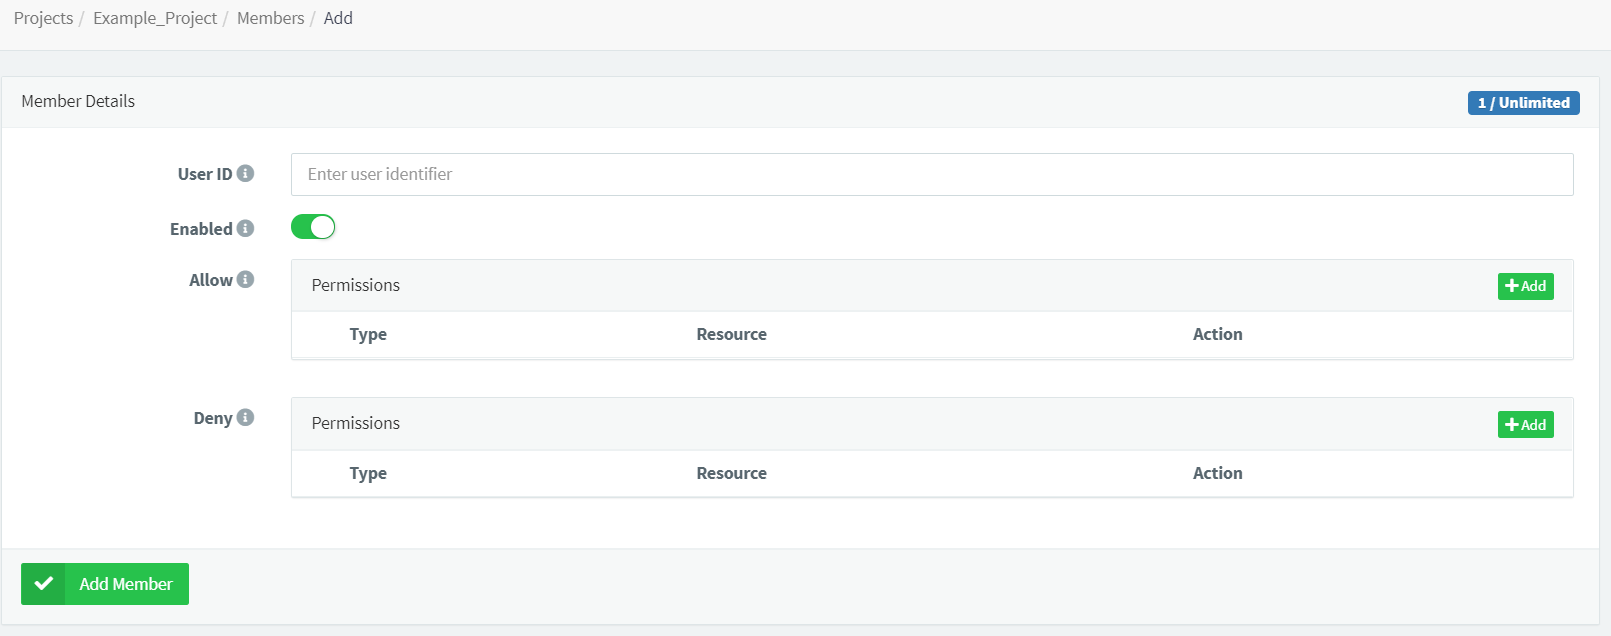 Projects / Example_Project / Members / Add
Member Details
1 / Unlimited
User ID
Enter user identifier
Enabled
Allow
Permissions
Add
Type Resource Action
Deny
Permissions
Add
Type Resource Action
Add Member